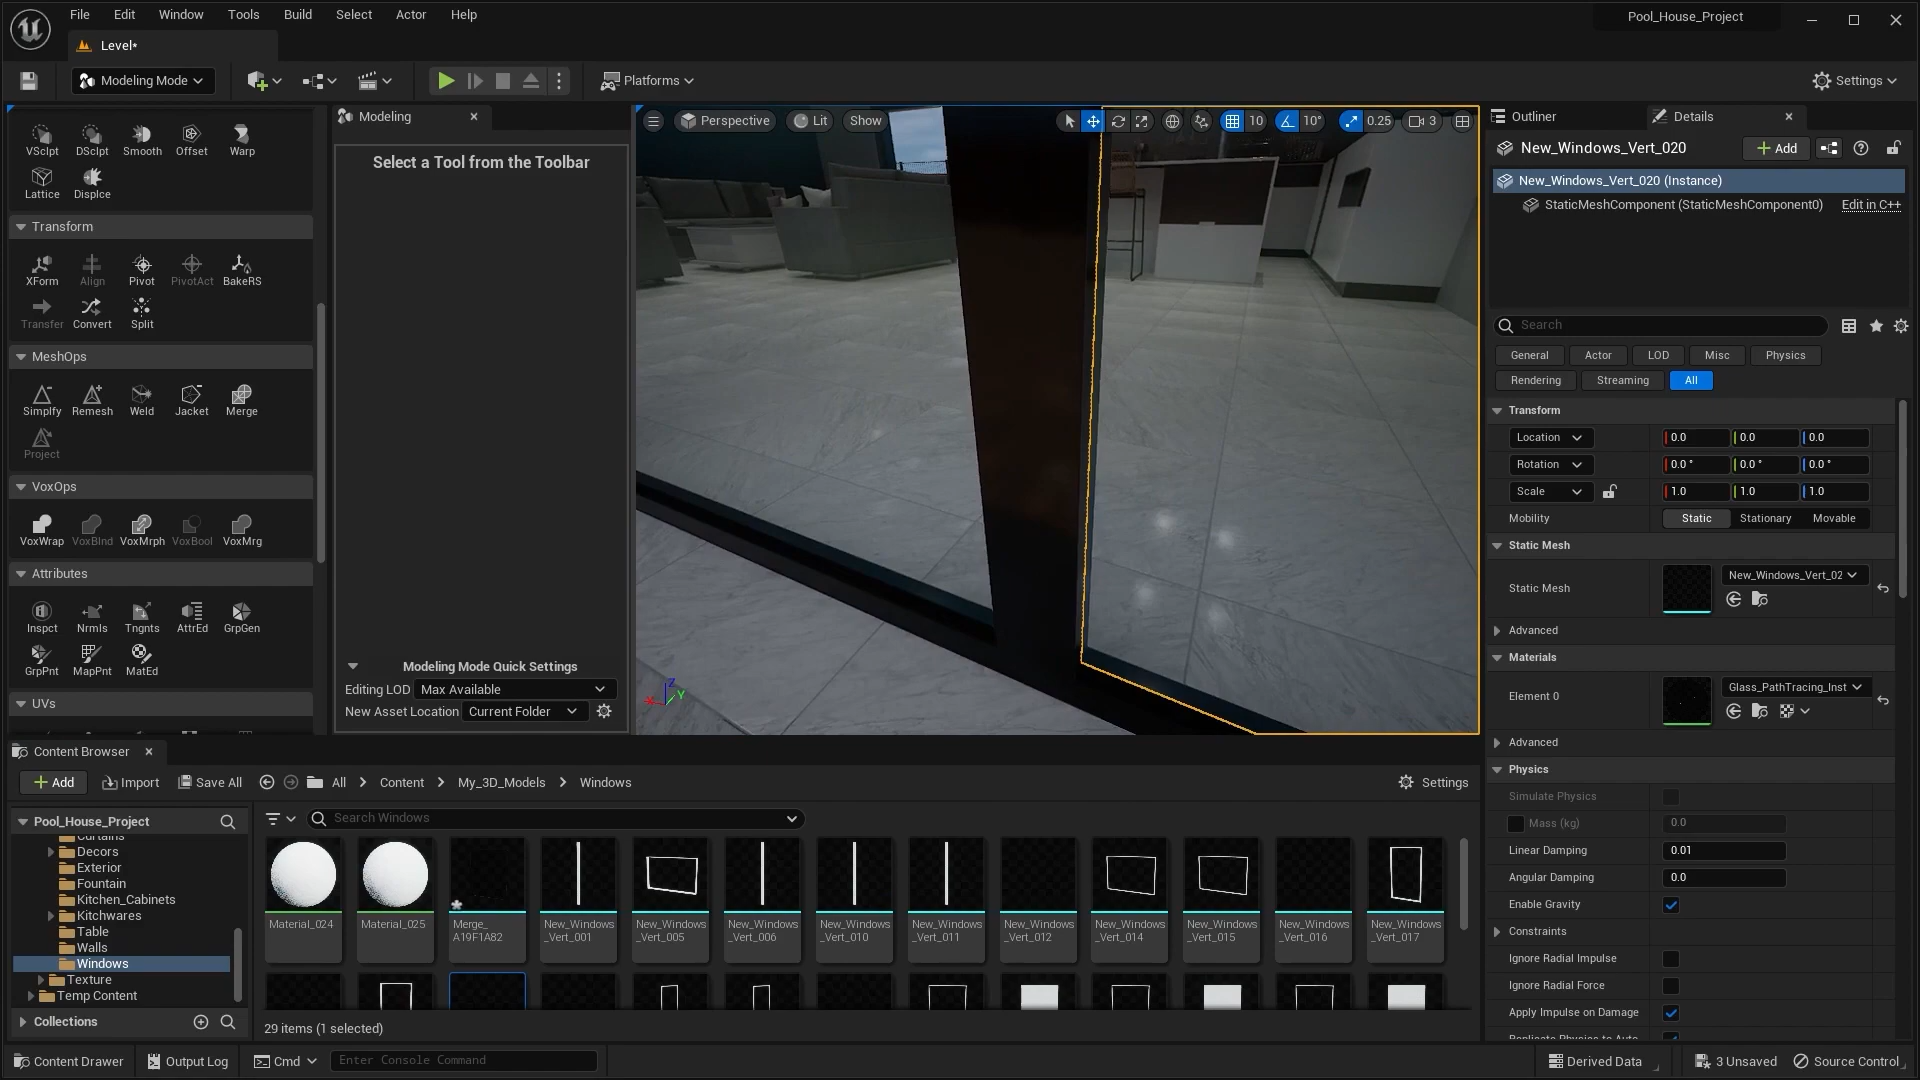 File Edit Window Tools Build Select Actor Help
Pool_House_Project
Level*
Modeling Mode
Platforms
Settings
VSclpt DSclpt Smooth Offset Warp
Lattice Displce
Transform
XForm Align Pivot PivotAct BakeRS
Transfer Convert Split
MeshOps
Simplfy Remesh Weld Jacket Merge
Project
VoxOps
VoxWrap VoxBlnd VoxMrph VoxBool VoxMrg
Attributes
Inspct Nrmls Tngnts AttrEd GrpGen
GrpPnt MapPnt MatEd
UVs
Modeling
Select a Tool from the Toolbar
Modeling Mode Quick Settings
Editing LOD Max Available
New Asset Location Current Folder
Perspective Lit Show
10 10° 0.25 3
Z
Y
X
Outliner
Details
New_Windows_Vert_020
Add
New_Windows_Vert_020 (Instance)
StaticMeshComponent (StaticMeshComponent0) Edit in C++
Search
General Actor LOD Misc Physics
Rendering Streaming All
Transform
Location 0.0 0.0 0.0
Rotation 0.0 ° 0.0 ° 0.0 °
Scale 1.0 1.0 1.0
Mobility Static Stationary Movable
Static Mesh
Static Mesh New_Windows_Vert_02
Advanced
Materials
Element 0 Glass_PathTracing_Inst
Advanced
Physics
Simulate Physics
Mass (kg) 0.0
Linear Damping 0.01
Angular Damping 0.0
Enable Gravity
Constraints
Ignore Radial Impulse
Ignore Radial Force
Apply Impulse on Damage
Replicate Physics to Auto
Content Browser
Add Import Save All All Content My_3D_Models Windows Settings
Pool_House_Project
Curtains
Decors
Exterior
Fountain
Kitchen_Cabinets
Kitchwares
Table
Walls
Windows
Texture
Temp Content
Collections
Search Windows
Material_024
Material_025
Merge_
A19F1A82
New_Windows
_Vert_001
New_Windows
_Vert_005
New_Windows
_Vert_006
New_Windows
_Vert_010
New_Windows
_Vert_011
New_Windows
_Vert_012
New_Windows
_Vert_014
New_Windows
_Vert_015
New_Windows
_Vert_016
New_Windows
_Vert_017
29 items (1 selected)
Content Drawer Output Log Cmd Enter Console Command Derived Data 3 Unsaved Source Control